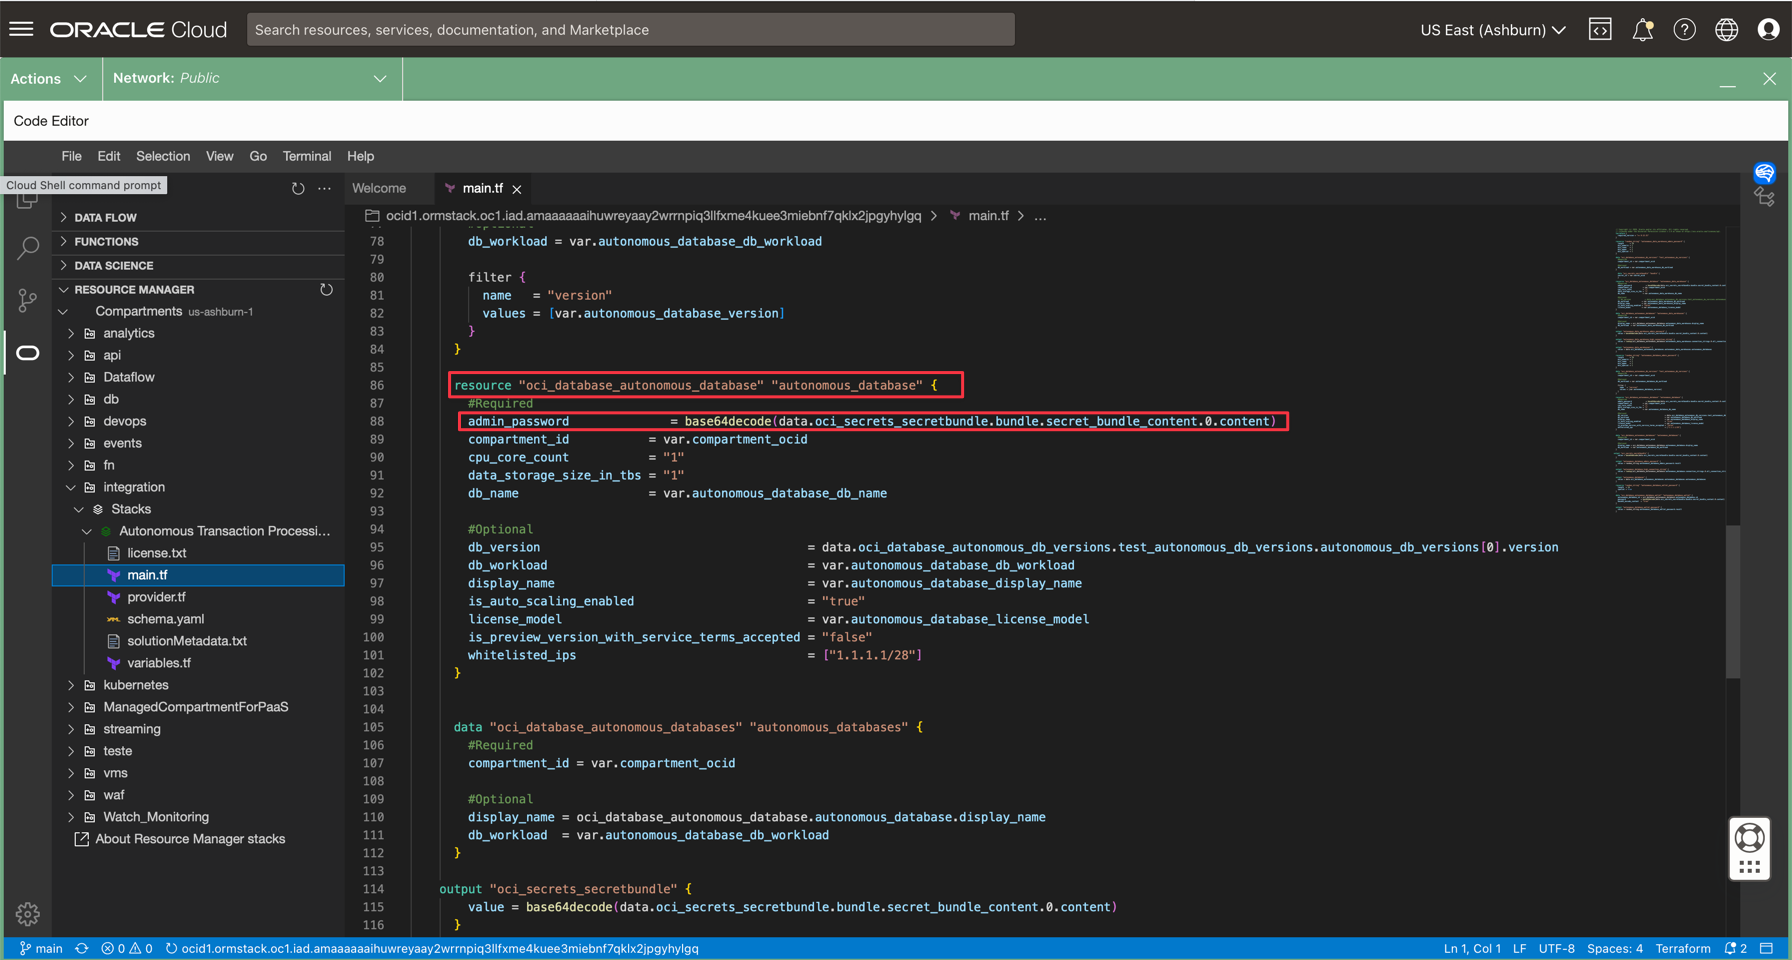 ORACLE Cloud
Search resources, services, documentation, and Marketplace
US East (Ashburn)
Actions
Network: Public
Code Editor
File Edit Selection View Go Terminal Help
Cloud Shell command prompt
Welcome
main.tf
ocid1.ormstack.oc1.iad.amaaaaaaihuwreyaay2wrrnpiq3llfxme4kuee3miebnf7qklx2jpgyhylgq > main.tf > ...
DATA FLOW
FUNCTIONS
DATA SCIENCE
RESOURCE MANAGER
Compartments us-ashburn-1
analytics
api
Dataflow
db
devops
events
fn
integration
Stacks
Autonomous Transaction Processi...
license.txt
main.tf
provider.tf
schema.yaml
solutionMetadata.txt
variables.tf
kubernetes
ManagedCompartmentForPaaS
streaming
teste
vms
waf
Watch_Monitoring
About Resource Manager stacks
78 db_workload = var.autonomous_database_db_workload
79
80 filter {
81 name = "version"
82 values = [var.autonomous_database_version]
83 }
84 }
85
86 resource "oci_database_autonomous_database" "autonomous_database" {
87 #Required
88 admin_password = base64decode(data.oci_secrets_secretbundle.bundle.secret_bundle_content.0.content)
89 compartment_id = var.compartment_ocid
90 cpu_core_count = "1"
91 data_storage_size_in_tbs = "1"
92 db_name = var.autonomous_database_db_name
93
94 #Optional
95 db_version = data.oci_database_autonomous_db_versions.test_autonomous_db_versions.autonomous_db_versions[0].version
96 db_workload = var.autonomous_database_db_workload
97 display_name = var.autonomous_database_display_name
98 is_auto_scaling_enabled = "true"
99 license_model = var.autonomous_database_license_model
100 is_preview_version_with_service_terms_accepted = "false"
101 whitelisted_ips = ["1.1.1.1/28"]
102 }
103
104
105 data "oci_database_autonomous_databases" "autonomous_databases" {
106 #Required
107 compartment_id = var.compartment_ocid
108
109 #Optional
110 display_name = oci_database_autonomous_database.autonomous_database.display_name
111 db_workload = var.autonomous_database_db_workload
112 }
113
114 output "oci_secrets_secretbundle" {
115 value = base64decode(data.oci_secrets_secretbundle.bundle.secret_bundle_content.0.content)
116 }
main 0 0 ocid1.ormstack.oc1.iad.amaaaaaaihuwreyaay2wrrnpiq3llfxme4kuee3miebnf7qklx2jpgyhylgq
Ln 1, Col 1 LF UTF-8 Spaces: 4 Terraform 2